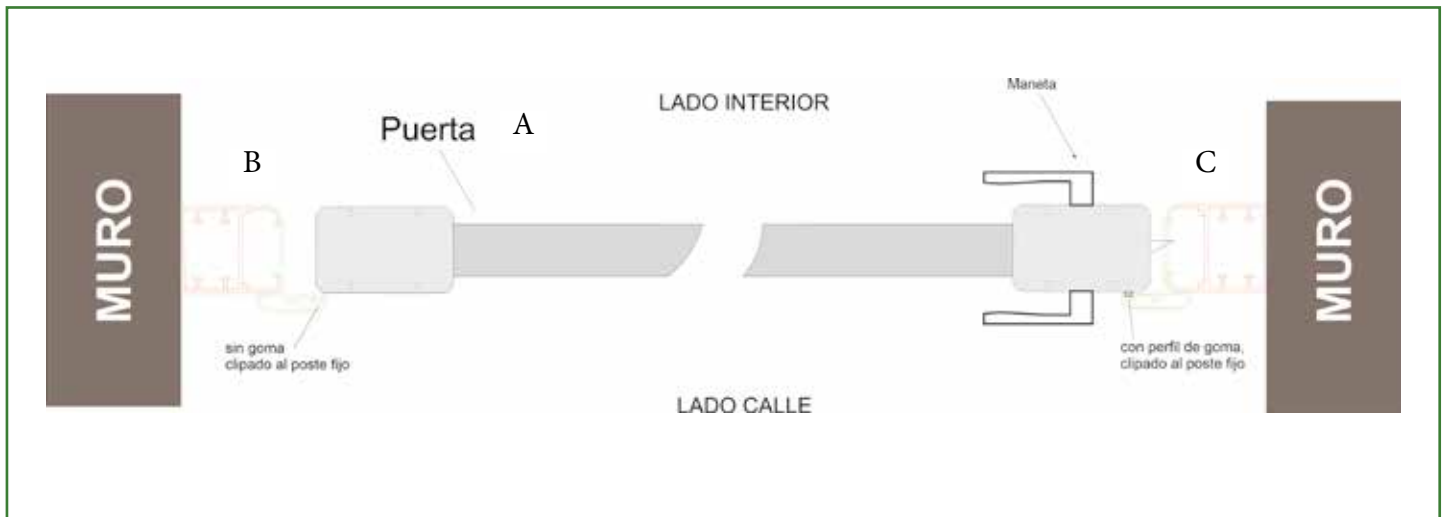 Maneta
LADO INTERIOR
Puerta
A
B
C
MURO
MURO
sin goma
clipado al poste fijo
con perfil de goma,
clipado al poste fijo
LADO CALLE